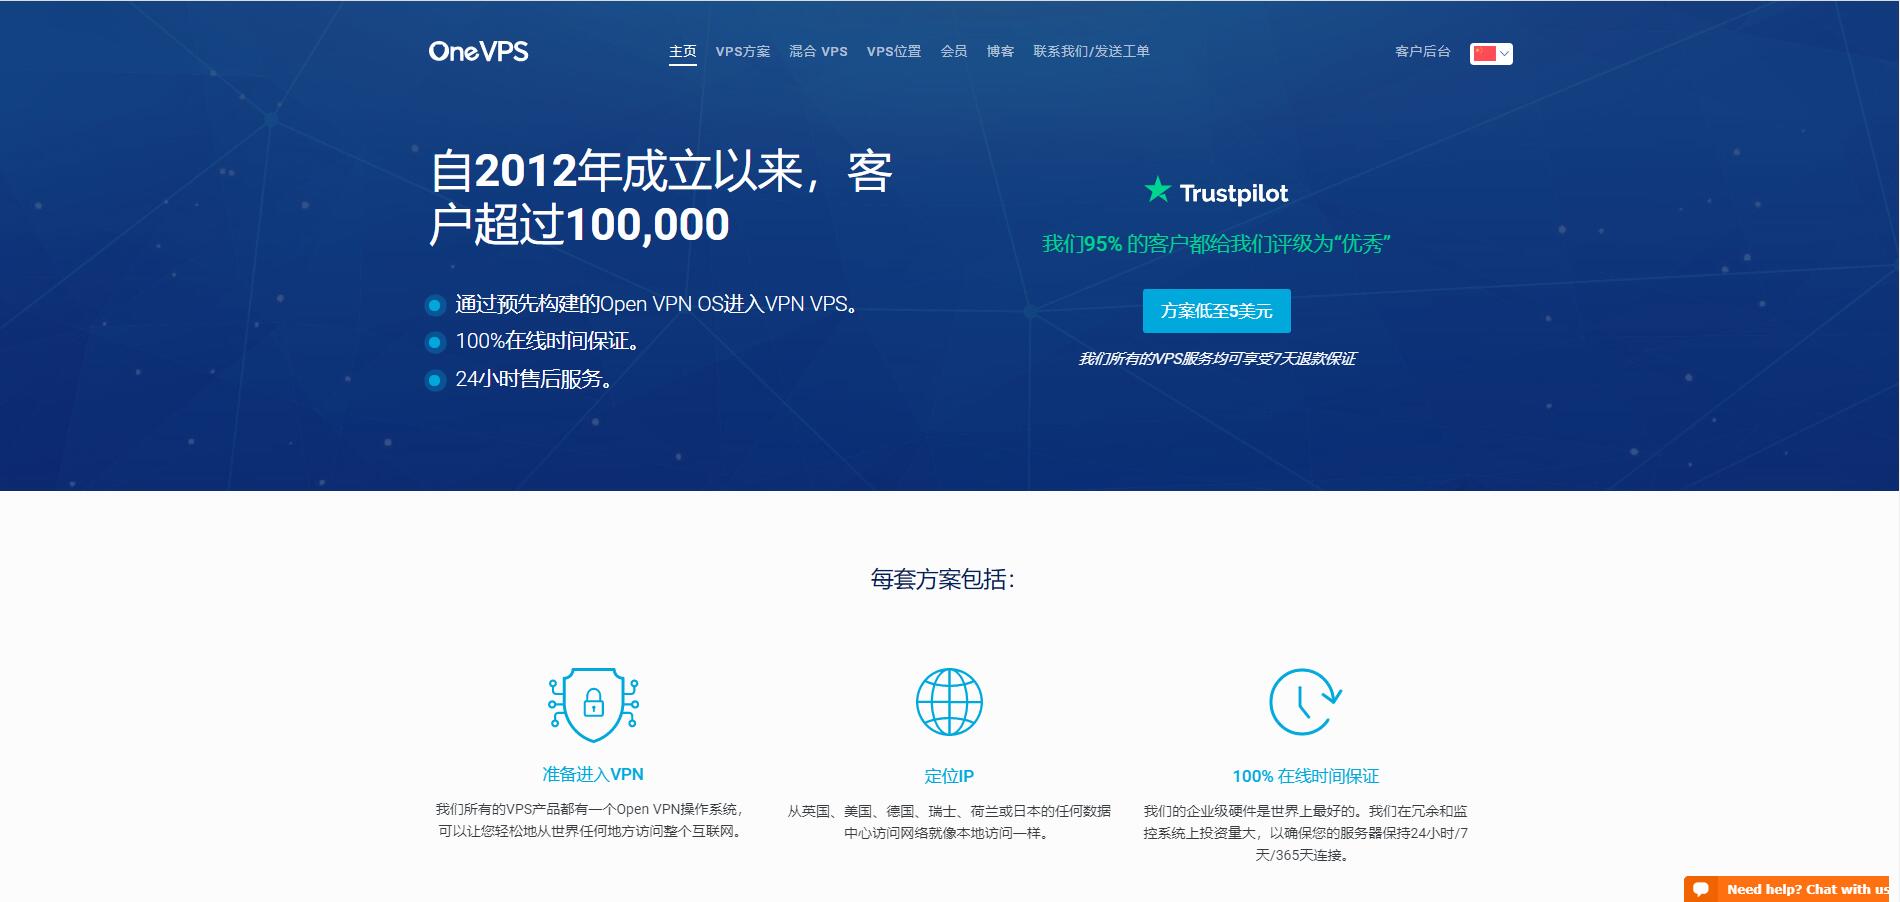 OneVPS
主页 VPS方案 混合 VPS VPS位置 会员 博客 联系我们/发送工单 客户后台
自2012年成立以来，客
户超过100,000
通过预先构建的Open VPN OS进入VPN VPS。
100%在线时间保证。
24小时售后服务。
Trustpilot
我们95% 的客户都给我们评级为“优秀”
方案低至5美元
我们所有的VPS服务均可享受7天退款保证
每套方案包括：
准备进入VPN
我们所有的VPS产品都有一个Open VPN操作系统，
可以让您轻松地从世界任何地方访问整个互联网。
定位IP
从英国、美国、德国、瑞士、荷兰或日本的任何数据
中心访问网络就像本地访问一样。
100% 在线时间保证
我们的企业级硬件是世界上最好的。我们在冗余和监
控系统上投资量大，以确保您的服务器保持24小时/7
天/365天连接。
Need help? Chat with us